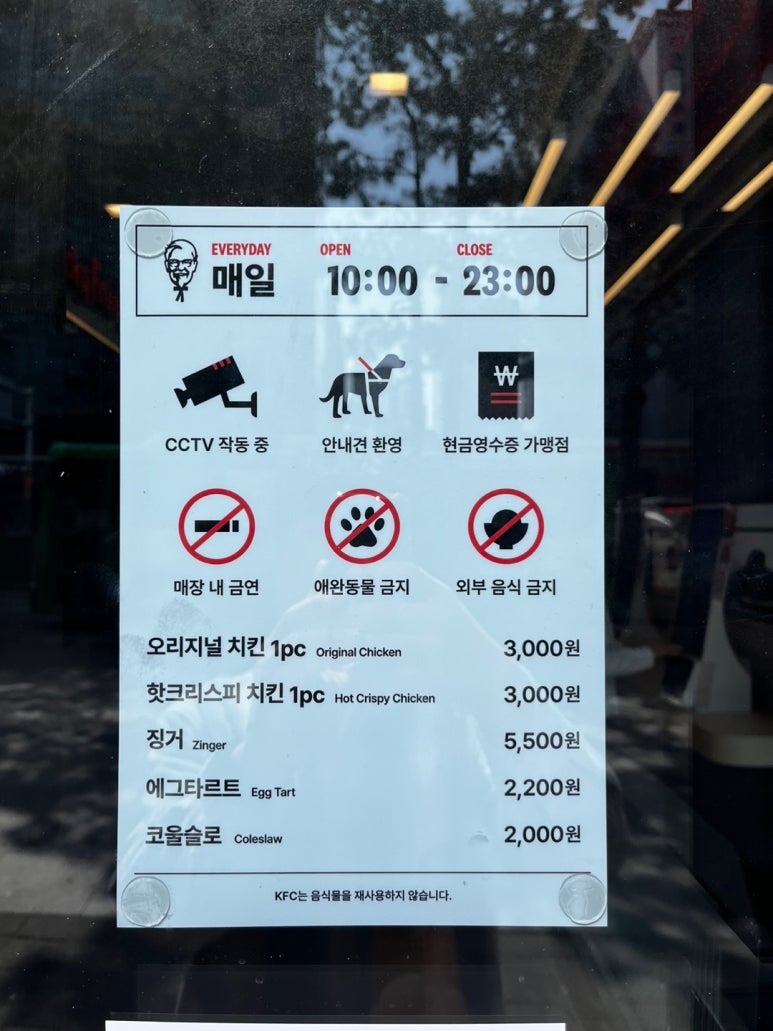 EVERYDAY OPEN CLOSE
매일 10:00 - 23:00
₩
CCTV 작동 중 안내견 환영 현금영수증 가맹점
매장 내 금연 애완동물 금지 외부 음식 금지
오리지널 치킨 1pc Original Chicken 3,000원
핫크리스피 치킨 1pc Hot Crispy Chicken 3,000원
징거 Zinger 5,500원
에그타르트 Egg Tart 2,200원
코울슬로 Coleslaw 2,000원
KFC는 음식물을 재사용하지 않습니다.